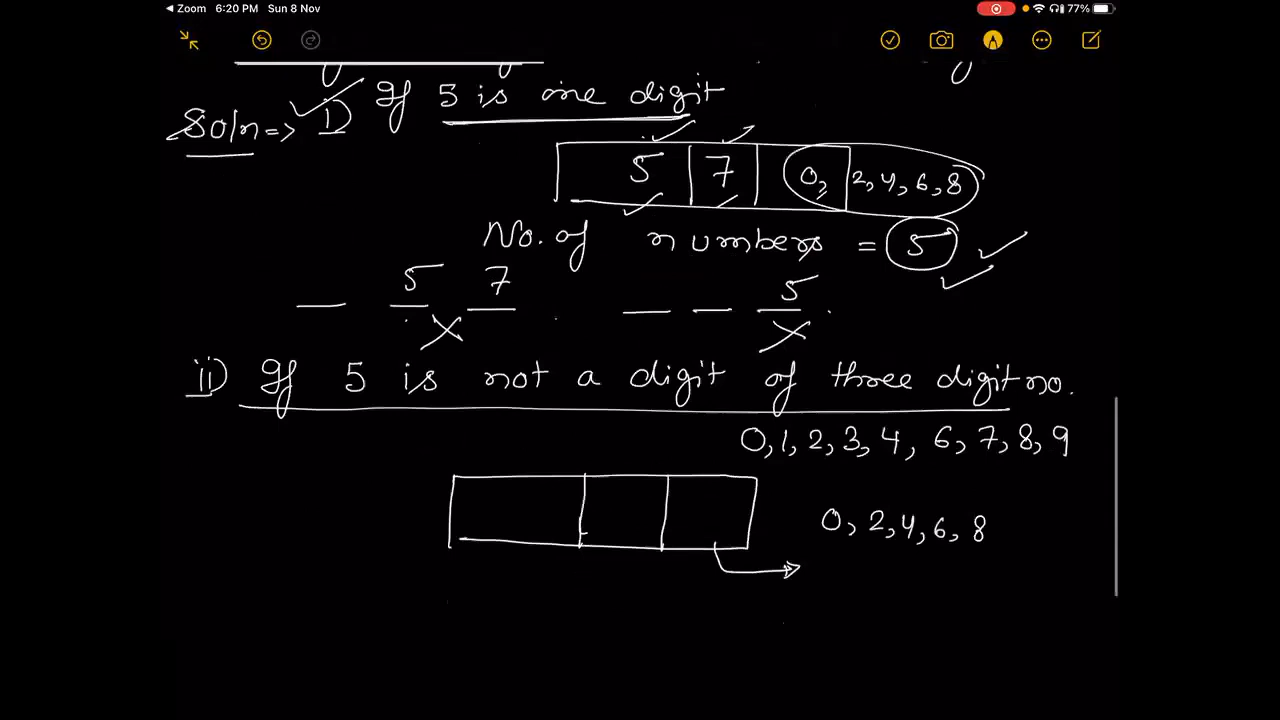 Zoom 6:20 PM Sun 8 Nov 77%
Soln => I) If 5 is one digit
5 7 0, 2, 4, 6, 8
No. of numbers = 5
5 7 5
ii) If 5 is not a digit of three digit no.
0, 1, 2, 3, 4, 6, 7, 8, 9
0, 2, 4, 6, 8